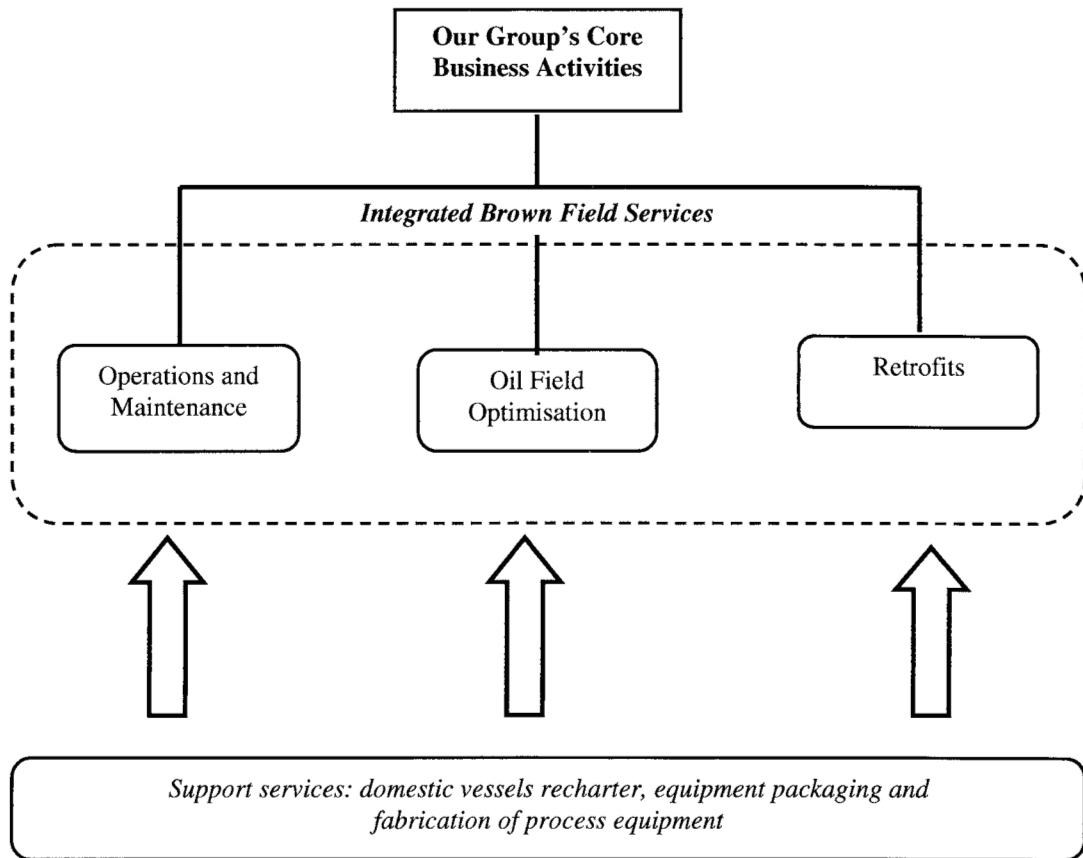 Our Group's Core
Business Activities
Integrated Brown Field Services
Operations and
Maintenance
Oil Field
Optimisation
Retrofits
Support services: domestic vessels recharter, equipment packaging and
fabrication of process equipment